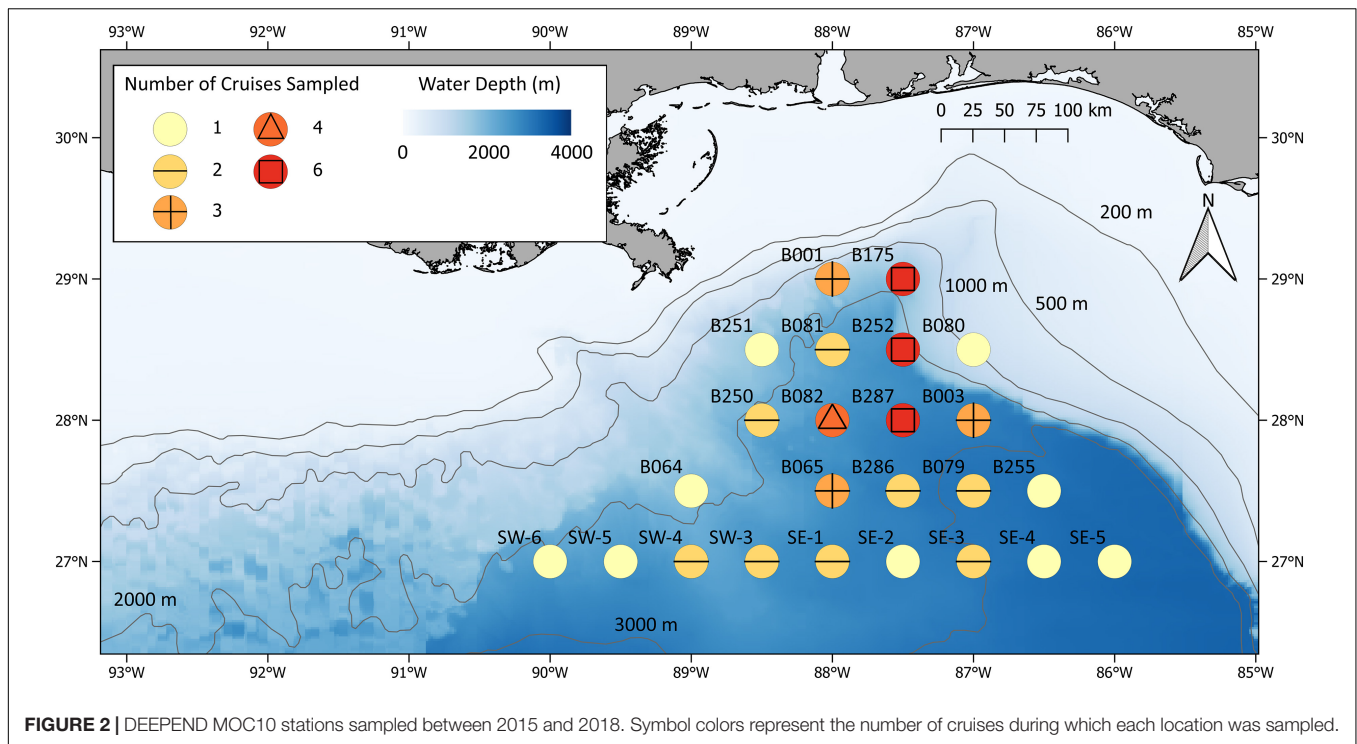 93°W 92°W 91°W 90°W 89°W 88°W 87°W 86°W 85°W
Number of Cruises Sampled
1 4
2 6
3
Water Depth (m)
0 2000 4000
0 25 50 75 100 km
30°N 30°N
N
200 m
B001 B175
29°N 29°N
1000 m
500 m
B251 B081 B252 B080
B250 B082 B287 B003
28°N 28°N
B064 B065 B286 B079 B255
SW-6 SW-5 SW-4 SW-3 SE-1 SE-2 SE-3 SE-4 SE-5
27°N 27°N
2000 m
3000 m
93°W 92°W 91°W 90°W 89°W 88°W 87°W 86°W 85°W
FIGURE 2 | DEEPEND MOC10 stations sampled between 2015 and 2018. Symbol colors represent the number of cruises during which each location was sampled.